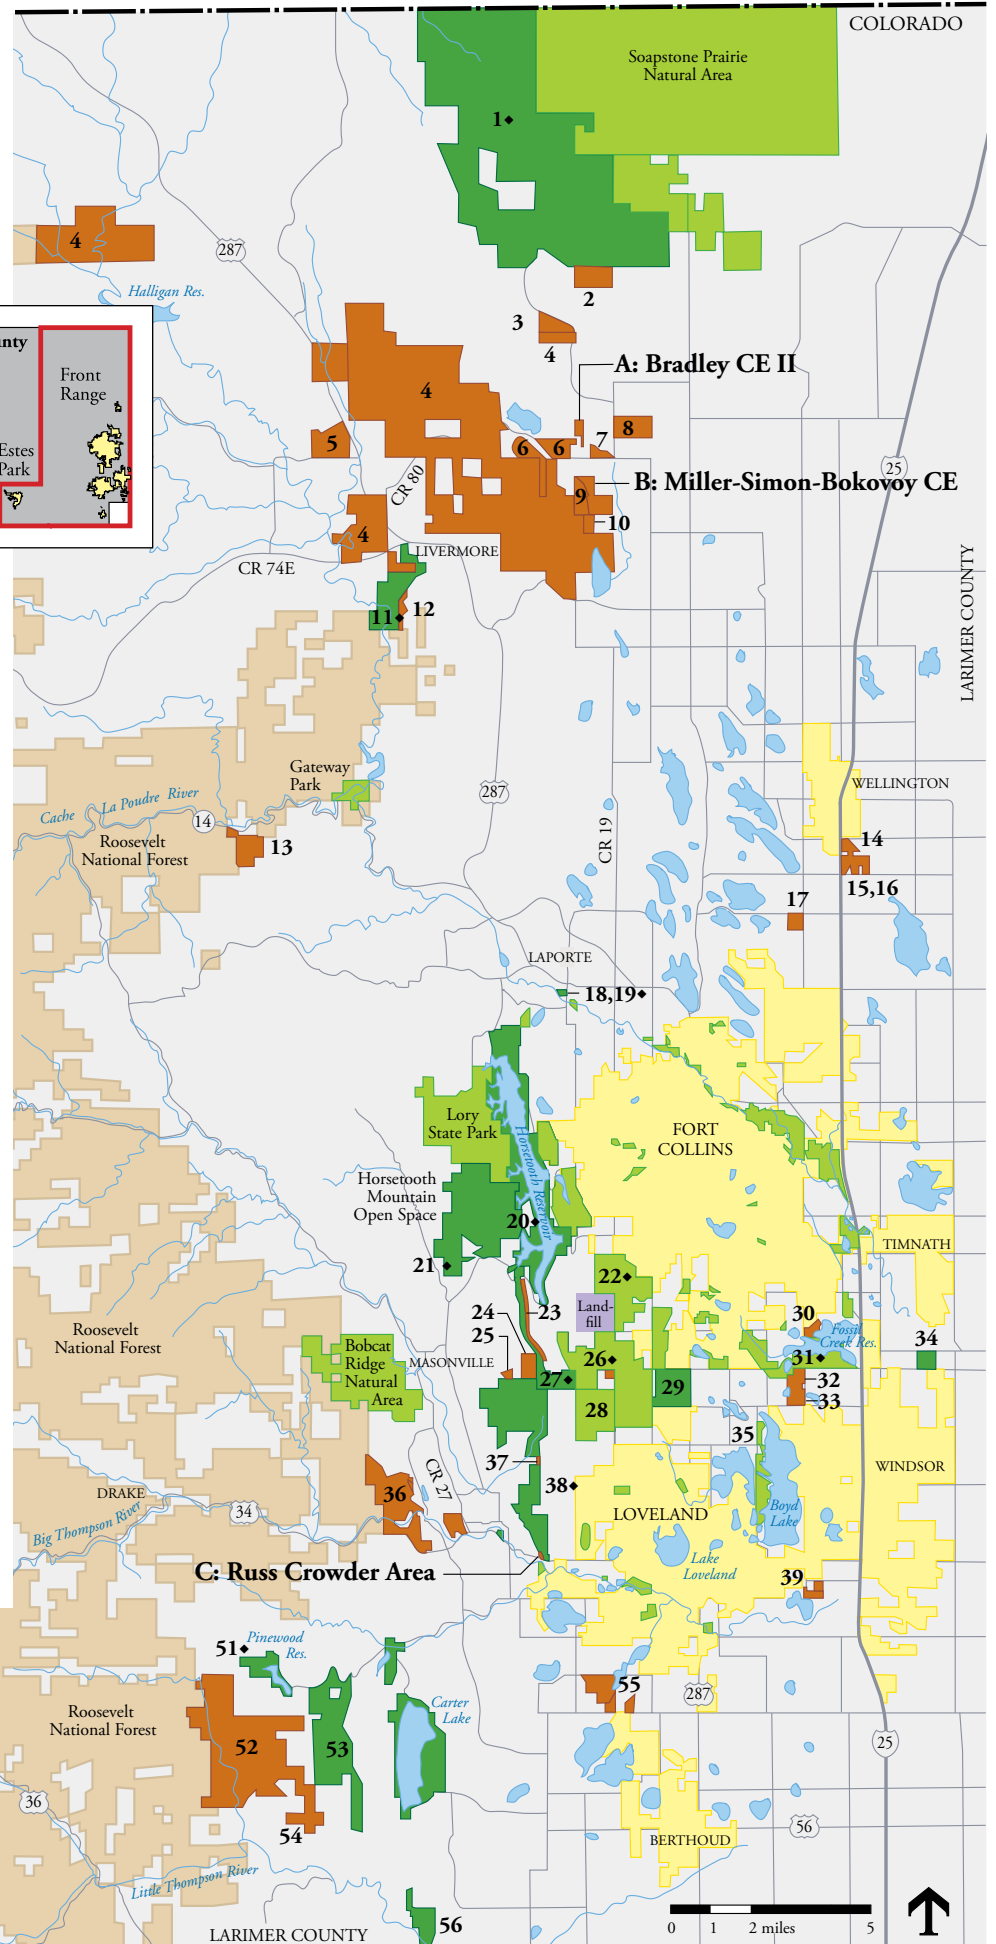 COLORADO
Soapstone Prairie
Natural Area
1
4
287
Halligan Res.
2
3
4
nty
Front
Range
Estes
Park
A: Bradley CE II
4
5
6
6
7
8
25
CR 80
B: Miller-Simon-Bokovoy CE
9
10
4
LIVERMORE
CR 74E
LARIMER COUNTY
11
12
CR 19
Gateway
Park
287
WELLINGTON
Cache La Poudre River
14
Roosevelt
National Forest
13
14
15,16
17
LAPORTE
18,19
Lory
State Park
FORT
COLLINS
Horsetooth Reservoir
Horsetooth
Mountain
Open Space
20
21
TIMNATH
22
Land-
fill
23
24
25
30
Fossil
Creek Res.
34
Roosevelt
National Forest
Bobcat
Ridge
Natural
Area
MASONVILLE
26
31
27
29
32
33
28
35
37
38
WINDSOR
CR 27
36
DRAKE
34
Big Thompson River
LOVELAND
Boyd
Lake
Lake
Loveland
C: Russ Crowder Area
39
51
Pinewood
Res.
55
287
Carter
Lake
Roosevelt
National Forest
52
53
25
36
54
56
BERTHOUD
Little Thompson River
56
LARIMER COUNTY
0 1 2 miles 5